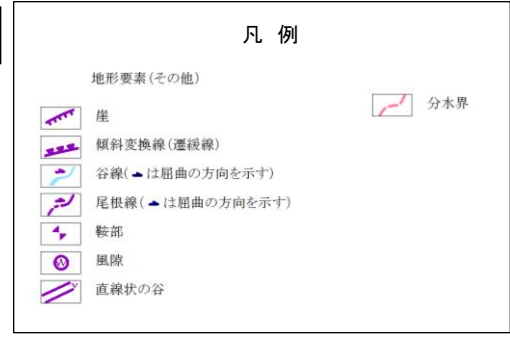 凡 例
地形要素(その他)
崖
分水界
傾斜変換線(遷緩線)
谷線(は屈曲の方向を示す)
尾根線(は屈曲の方向を示す)
鞍部
風隙
直線状の谷